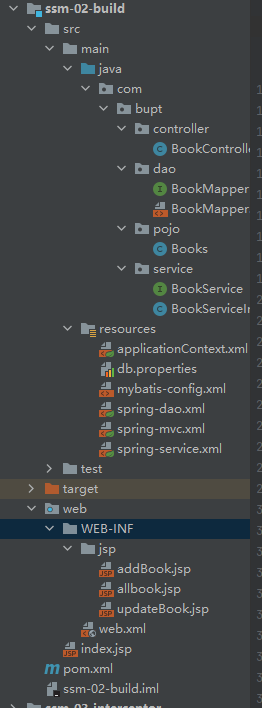 ssm-02-build
src
main
java
com
bupt
controller
BookControlle
dao
BookMapper
BookMapper.
pojo
Books
service
BookService
BookServiceIn
resources
applicationContext.xml
db.properties
mybatis-config.xml
spring-dao.xml
spring-mvc.xml
spring-service.xml
test
target
web
WEB-INF
jsp
addBook.jsp
allbook.jsp
updateBook.jsp
web.xml
index.jsp
pom.xml
ssm-02-build.iml